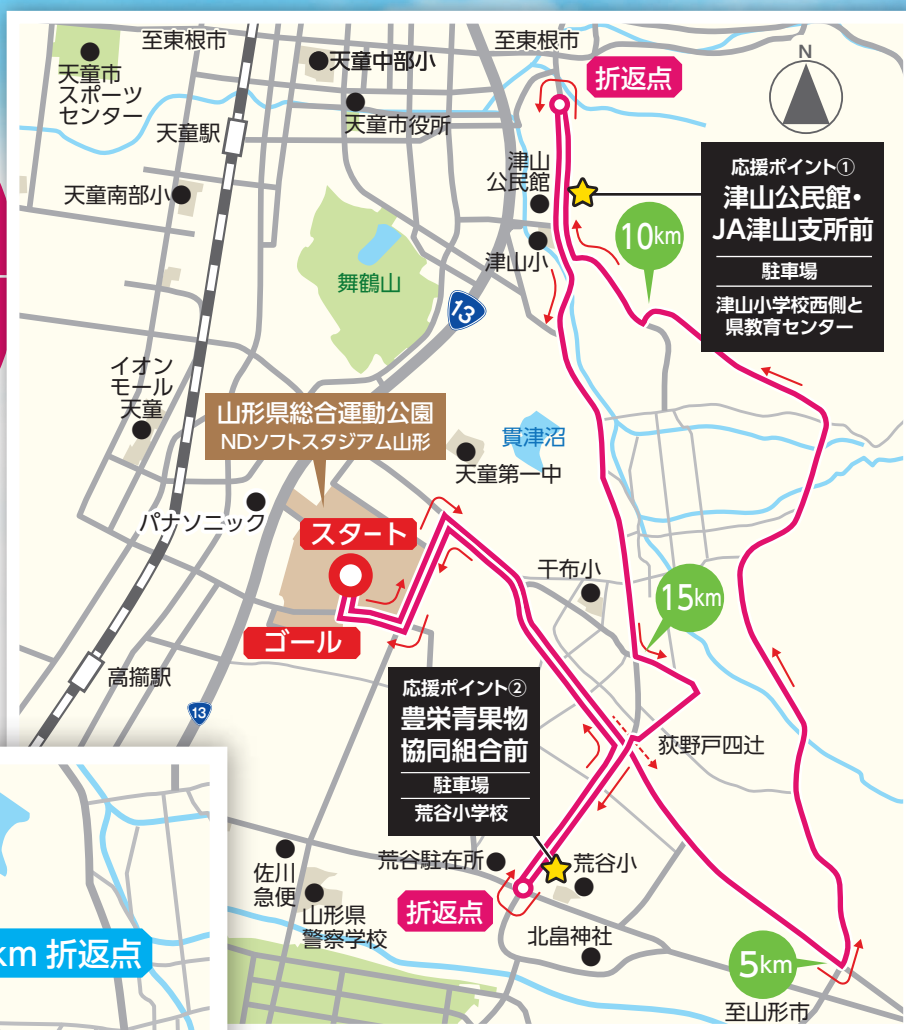 至東根市
天童市
スポーツ
センター
天童中部小
天童駅
天童市役所
天童南部小
至東根市
折返点
N
津山
公民館
津山小
10km
応援ポイント①
津山公民館・
JA津山支所前
駐車場
津山小学校西側と
県教育センター
舞鶴山
13
イオン
モール
天童
山形県総合運動公園
NDソフトスタジアム山形
貫津沼
天童第一中
パナソニック
スタート
ゴール
干布小
15km
高擶駅
13
応援ポイント②
豊栄青果物
協同組合前
駐車場
荒谷小学校
荻野戸四辻
佐川
急便
荒谷駐在所
荒谷小
山形県
警察学校
折返点
北畠神社
5km
至山形市
km 折返点